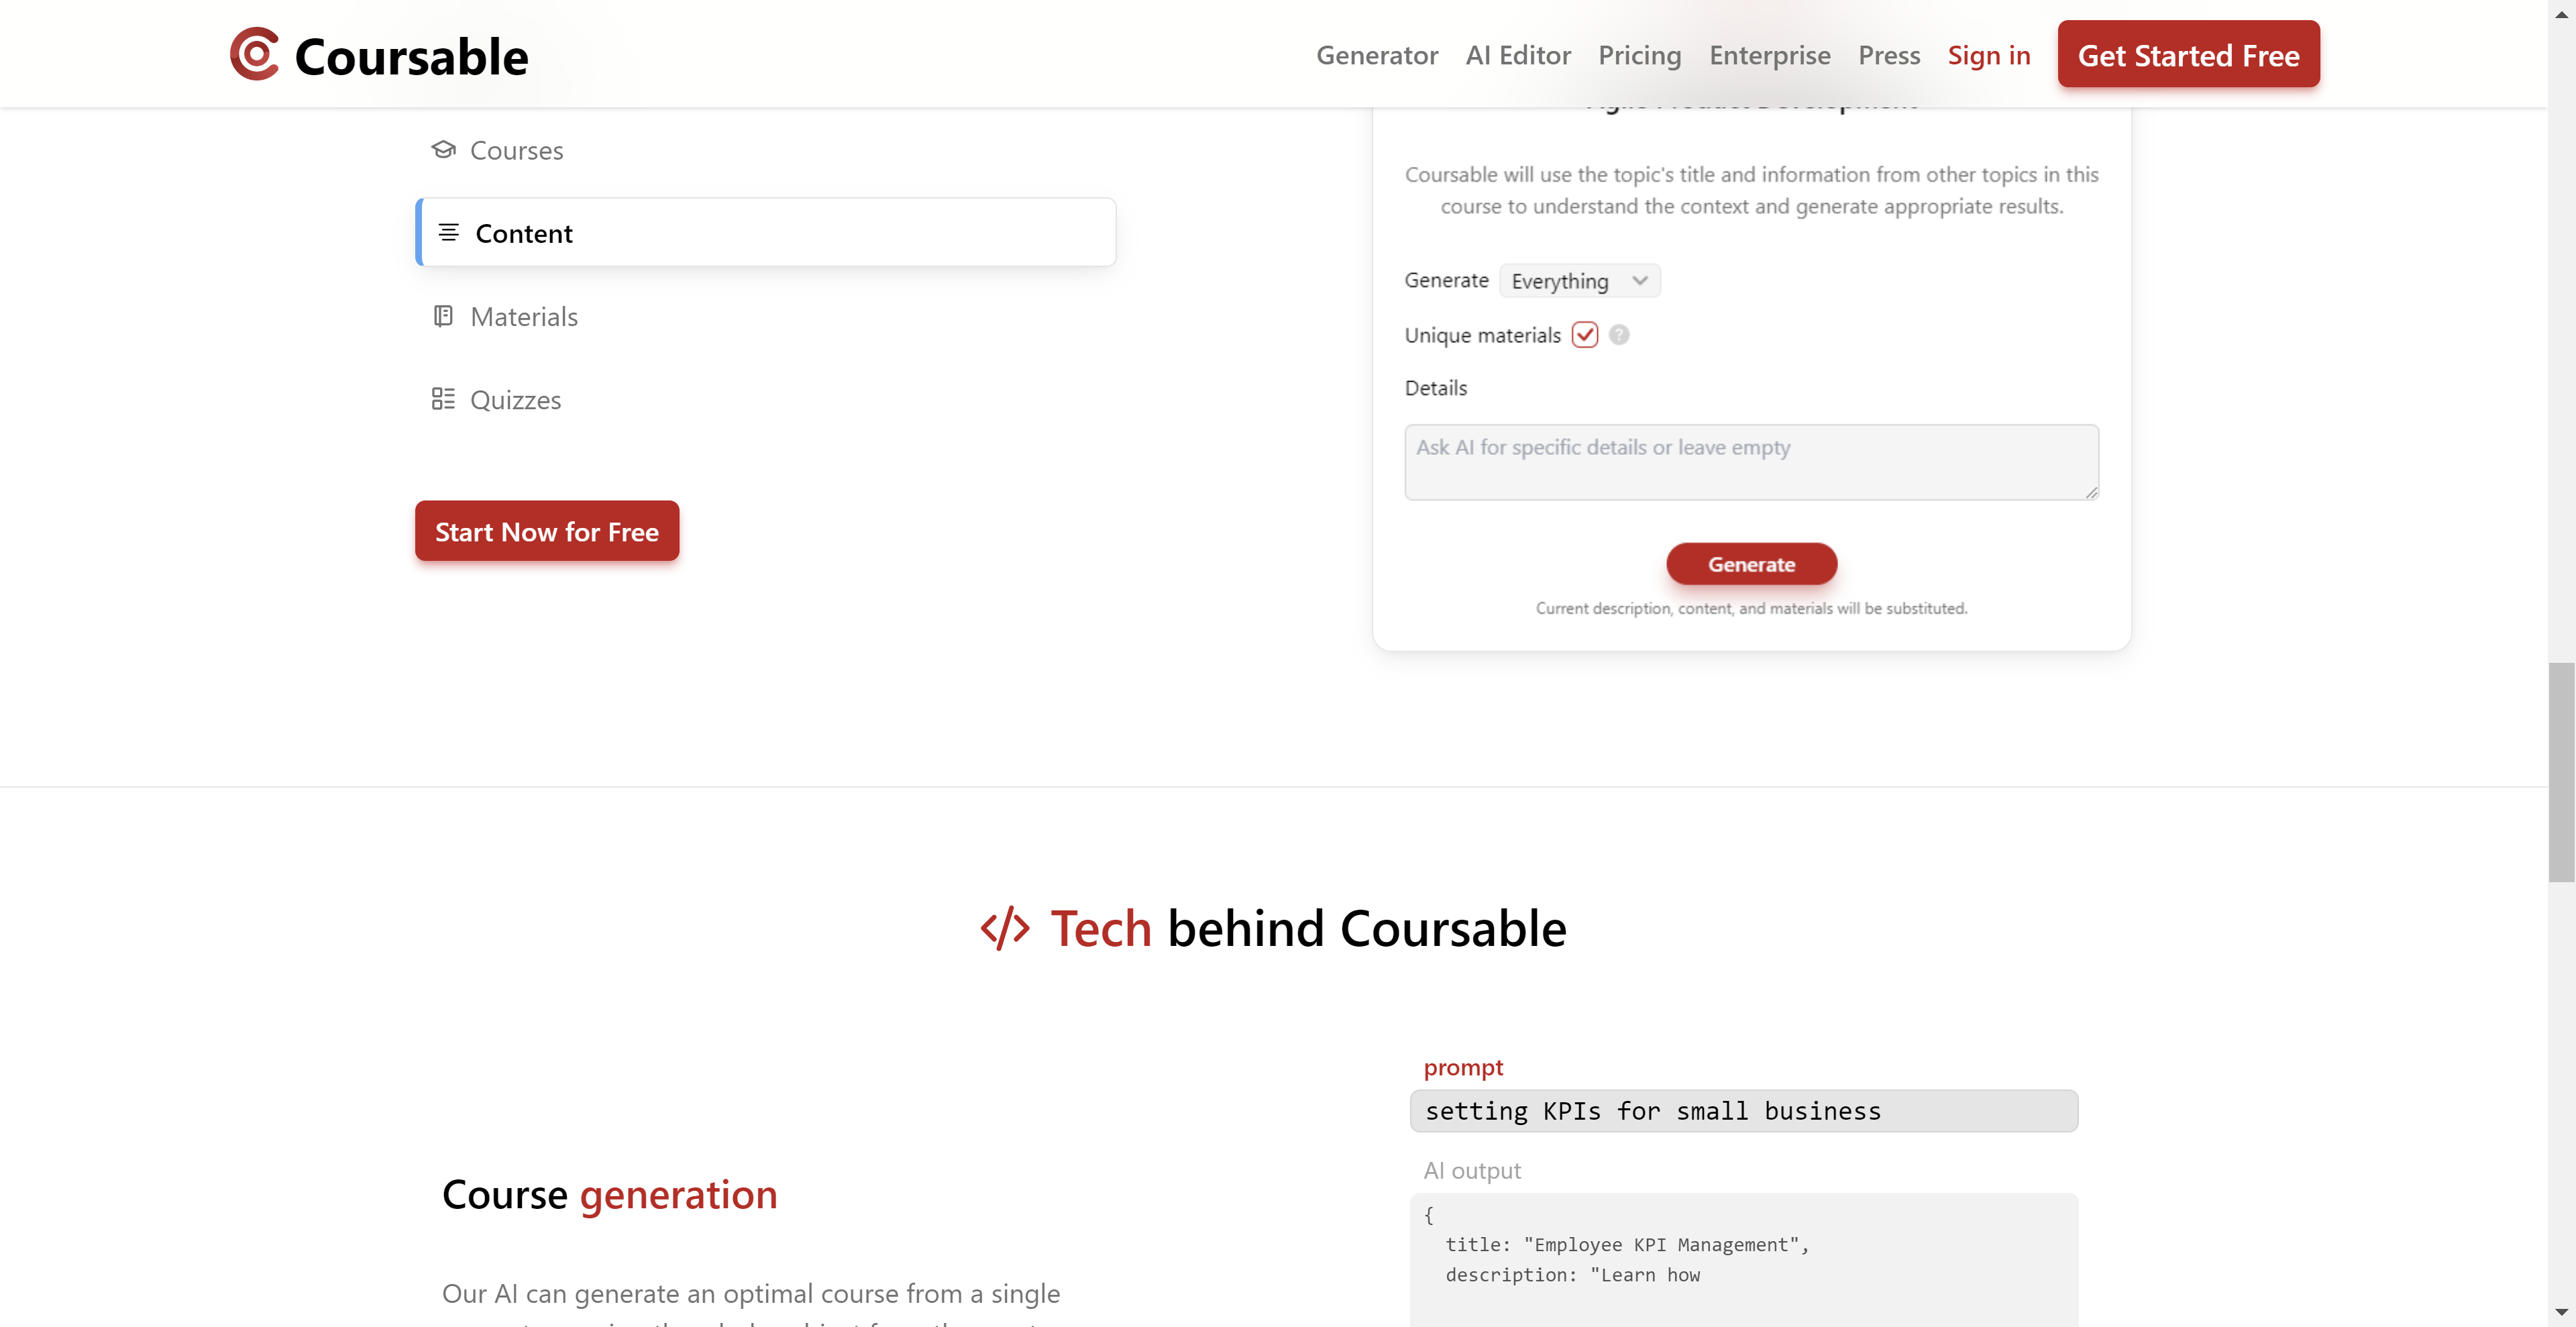 Coursable
Generator AI Editor Pricing Enterprise Press Sign in Get Started Free
Courses
Content
Materials
Quizzes
Start Now for Free
Agile Product Development
Coursable will use the topic's title and information from other topics in this
course to understand the context and generate appropriate results.
Generate Everything
Unique materials
Details
Ask AI for specific details or leave empty
Generate
Current description, content, and materials will be substituted.
</> Tech behind Coursable
Course generation
Our AI can generate an optimal course from a single
prompt
setting KPIs for small business
AI output
{
title: "Employee KPI Management",
description: "Learn how